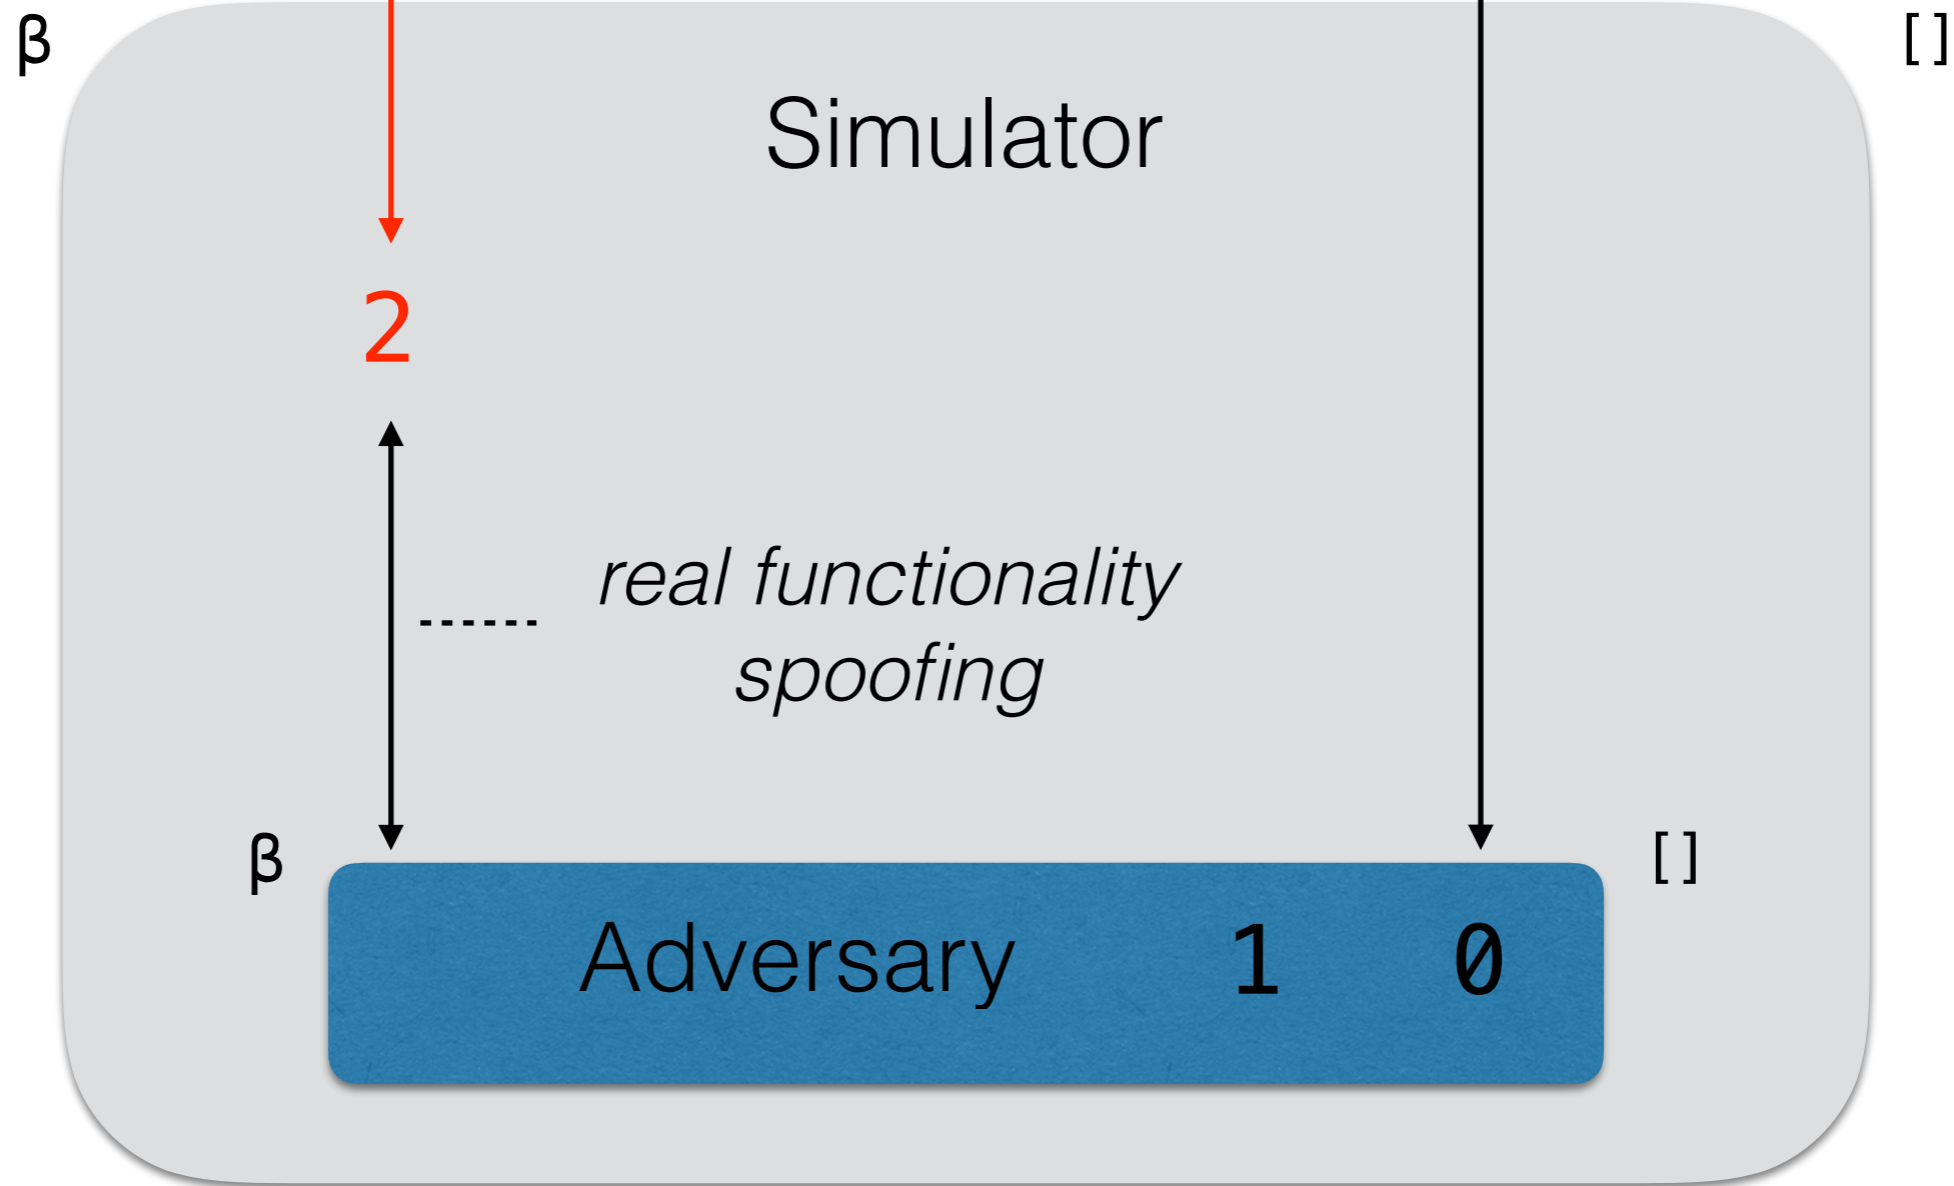 β []
Simulator
2
real functionality
spoofing
β []
Adversary 1 0